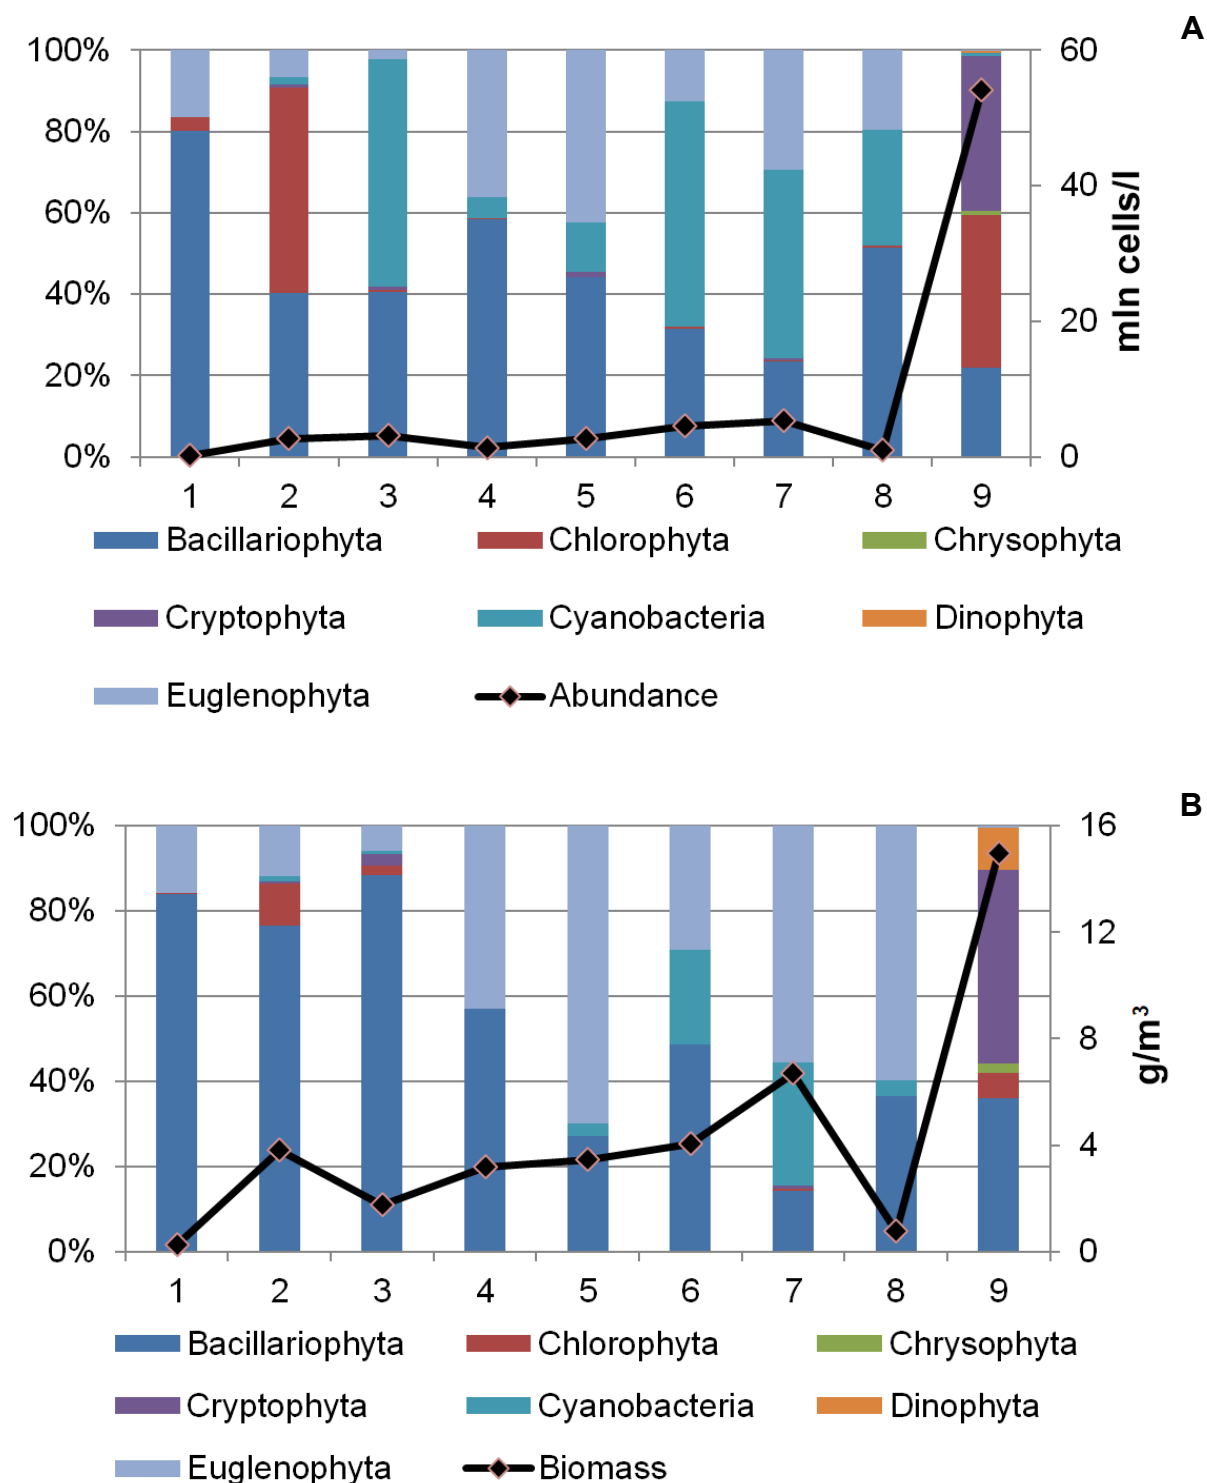 A
100% 60
80%
40
60%
mln cells/l
40%
20
20%
0% 0
1 2 3 4 5 6 7 8 9
Bacillariophyta Chlorophyta Chrysophyta
Cryptophyta Cyanobacteria Dinophyta
Euglenophyta Abundance
B
100% 16
80%
12
60%
g/m³
8
40%
4
20%
0% 0
1 2 3 4 5 6 7 8 9
Bacillariophyta Chlorophyta Chrysophyta
Cryptophyta Cyanobacteria Dinophyta
Euglenophyta Biomass